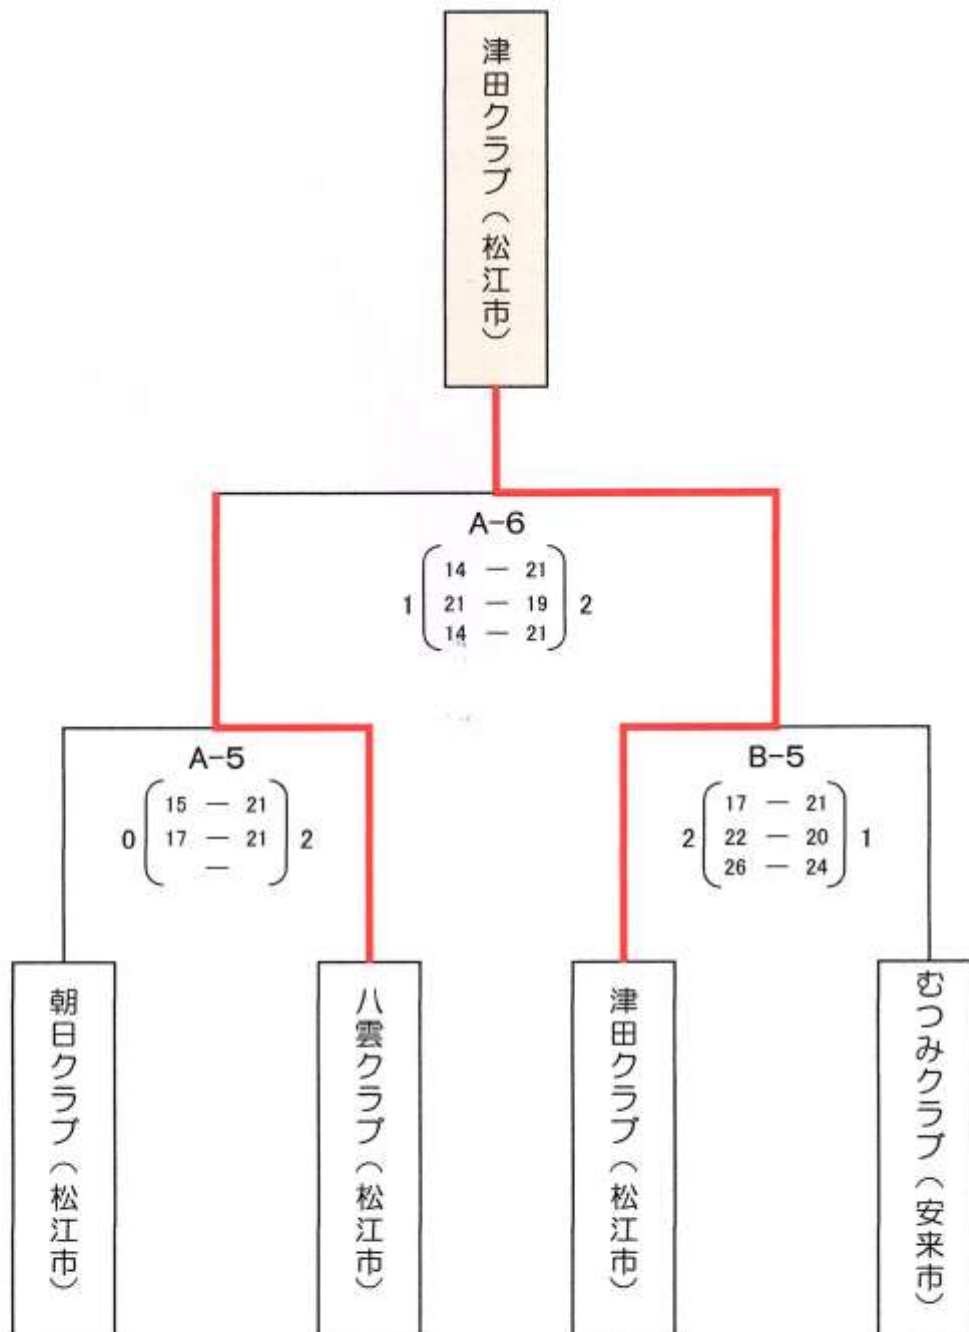 津田クラブ（松江市）
A-6
14 — 21
1 21 — 19 2
14 — 21
A-5
15 — 21
0 17 — 21 2
—
B-5
17 — 21
2 22 — 20 1
26 — 24
朝日クラブ（松江市）
八雲クラブ（松江市）
津田クラブ（松江市）
むつみクラブ（安来市）